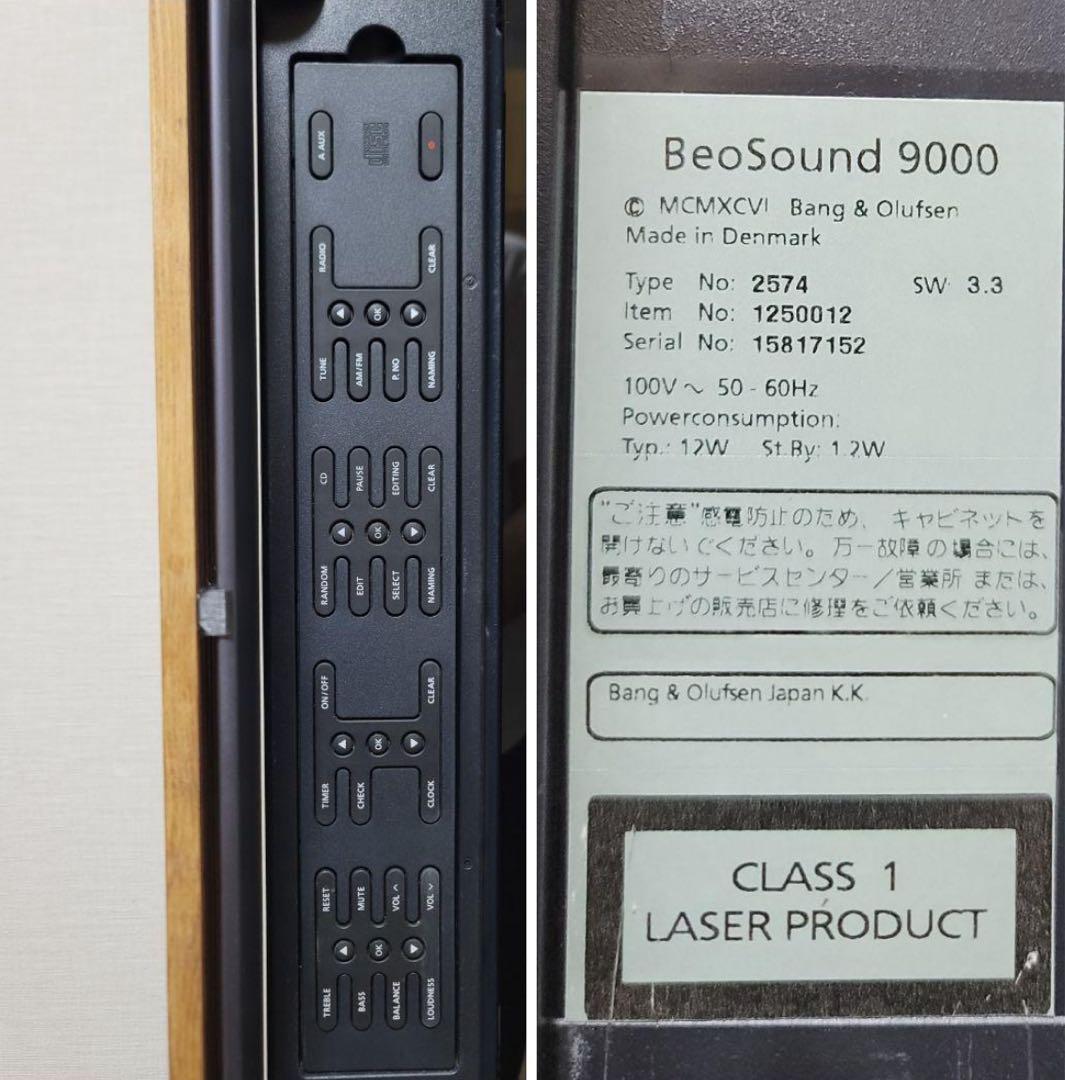 A AUX
disc
RADIO
CLEAR
OK
TUNE
AM/FM
P.NO
NAMING
CD
PAUSE
EDITING
CLEAR
OK
RANDOM
EDIT
SELECT
NAMING
ON/OFF
CLEAR
OK
TIMER
CHECK
CLOCK
RESET
MUTE
VOL ∧
VOL ∨
OK
TREBLE
BASS
BALANCE
LOUDNESS
BeoSound 9000
© MCMXCVI Bang & Olufsen
Made in Denmark
Type No: 2574 SW 3.3
Item No: 1250012
Serial No: 15817152
100V ~ 50 - 60Hz
Powerconsumption:
Typ.: 12W St.By: 1.2W
"ご注意"感電防止のため、キャビネットを
開けないでください。万一故障の場合には、
最寄りのサービスセンター／営業所 または、
お買上げの販売店に修理をご依頼ください。
Bang & Olufsen Japan K.K.
CLASS 1
LASER PRODUCT